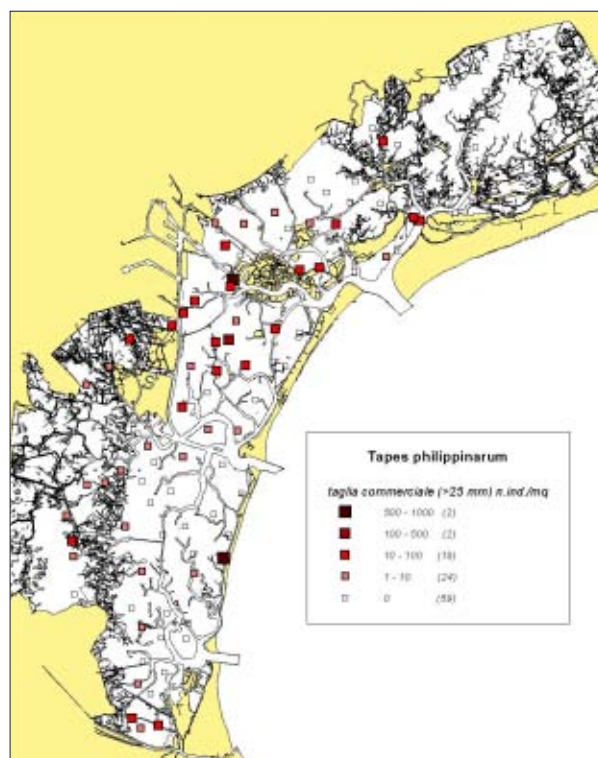 Tapes philippinarum
taglia commerciale (>25 mm) n.ind./mq
500 - 1000 (2)
100 - 500 (2)
10 - 100
1 - 10 (24)
0 (59)